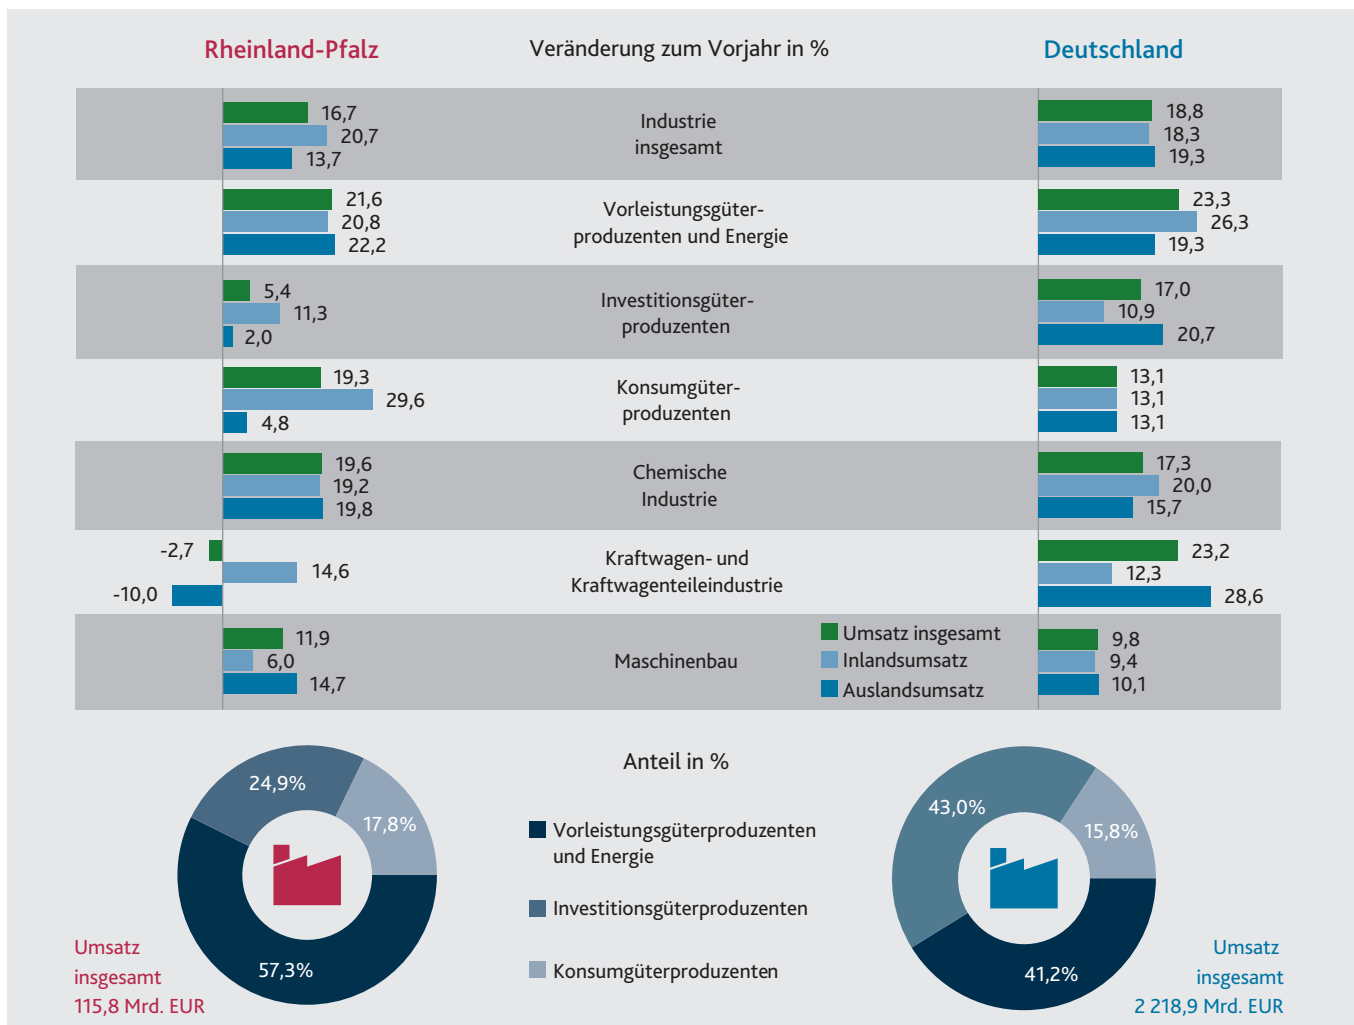 Rheinland-Pfalz
Veränderung zum Vorjahr in %
Deutschland
16,7
20,7
13,7
Industrie
insgesamt
18,8
18,3
19,3
21,6
20,8
22,2
Vorleistungsgüter-
produzenten und Energie
23,3
26,3
19,3
5,4
11,3
2,0
Investitionsgüter-
produzenten
17,0
10,9
20,7
19,3
29,6
4,8
Konsumgüter-
produzenten
13,1
13,1
13,1
19,6
19,2
19,8
Chemische
Industrie
17,3
20,0
15,7
-2,7
14,6
-10,0
Kraftwagen- und
Kraftwagenteileindustrie
23,2
12,3
28,6
11,9
6,0
14,7
Maschinenbau
Umsatz insgesamt
Inlandsumsatz
Auslandsumsatz
9,8
9,4
10,1
Anteil in %
24,9%
17,8%
57,3%
Umsatz
insgesamt
115,8 Mrd. EUR
Vorleistungsgüterproduzenten
und Energie
Investitionsgüterproduzenten
Konsumgüterproduzenten
43,0%
15,8%
41,2%
Umsatz
insgesamt
2 218,9 Mrd. EUR